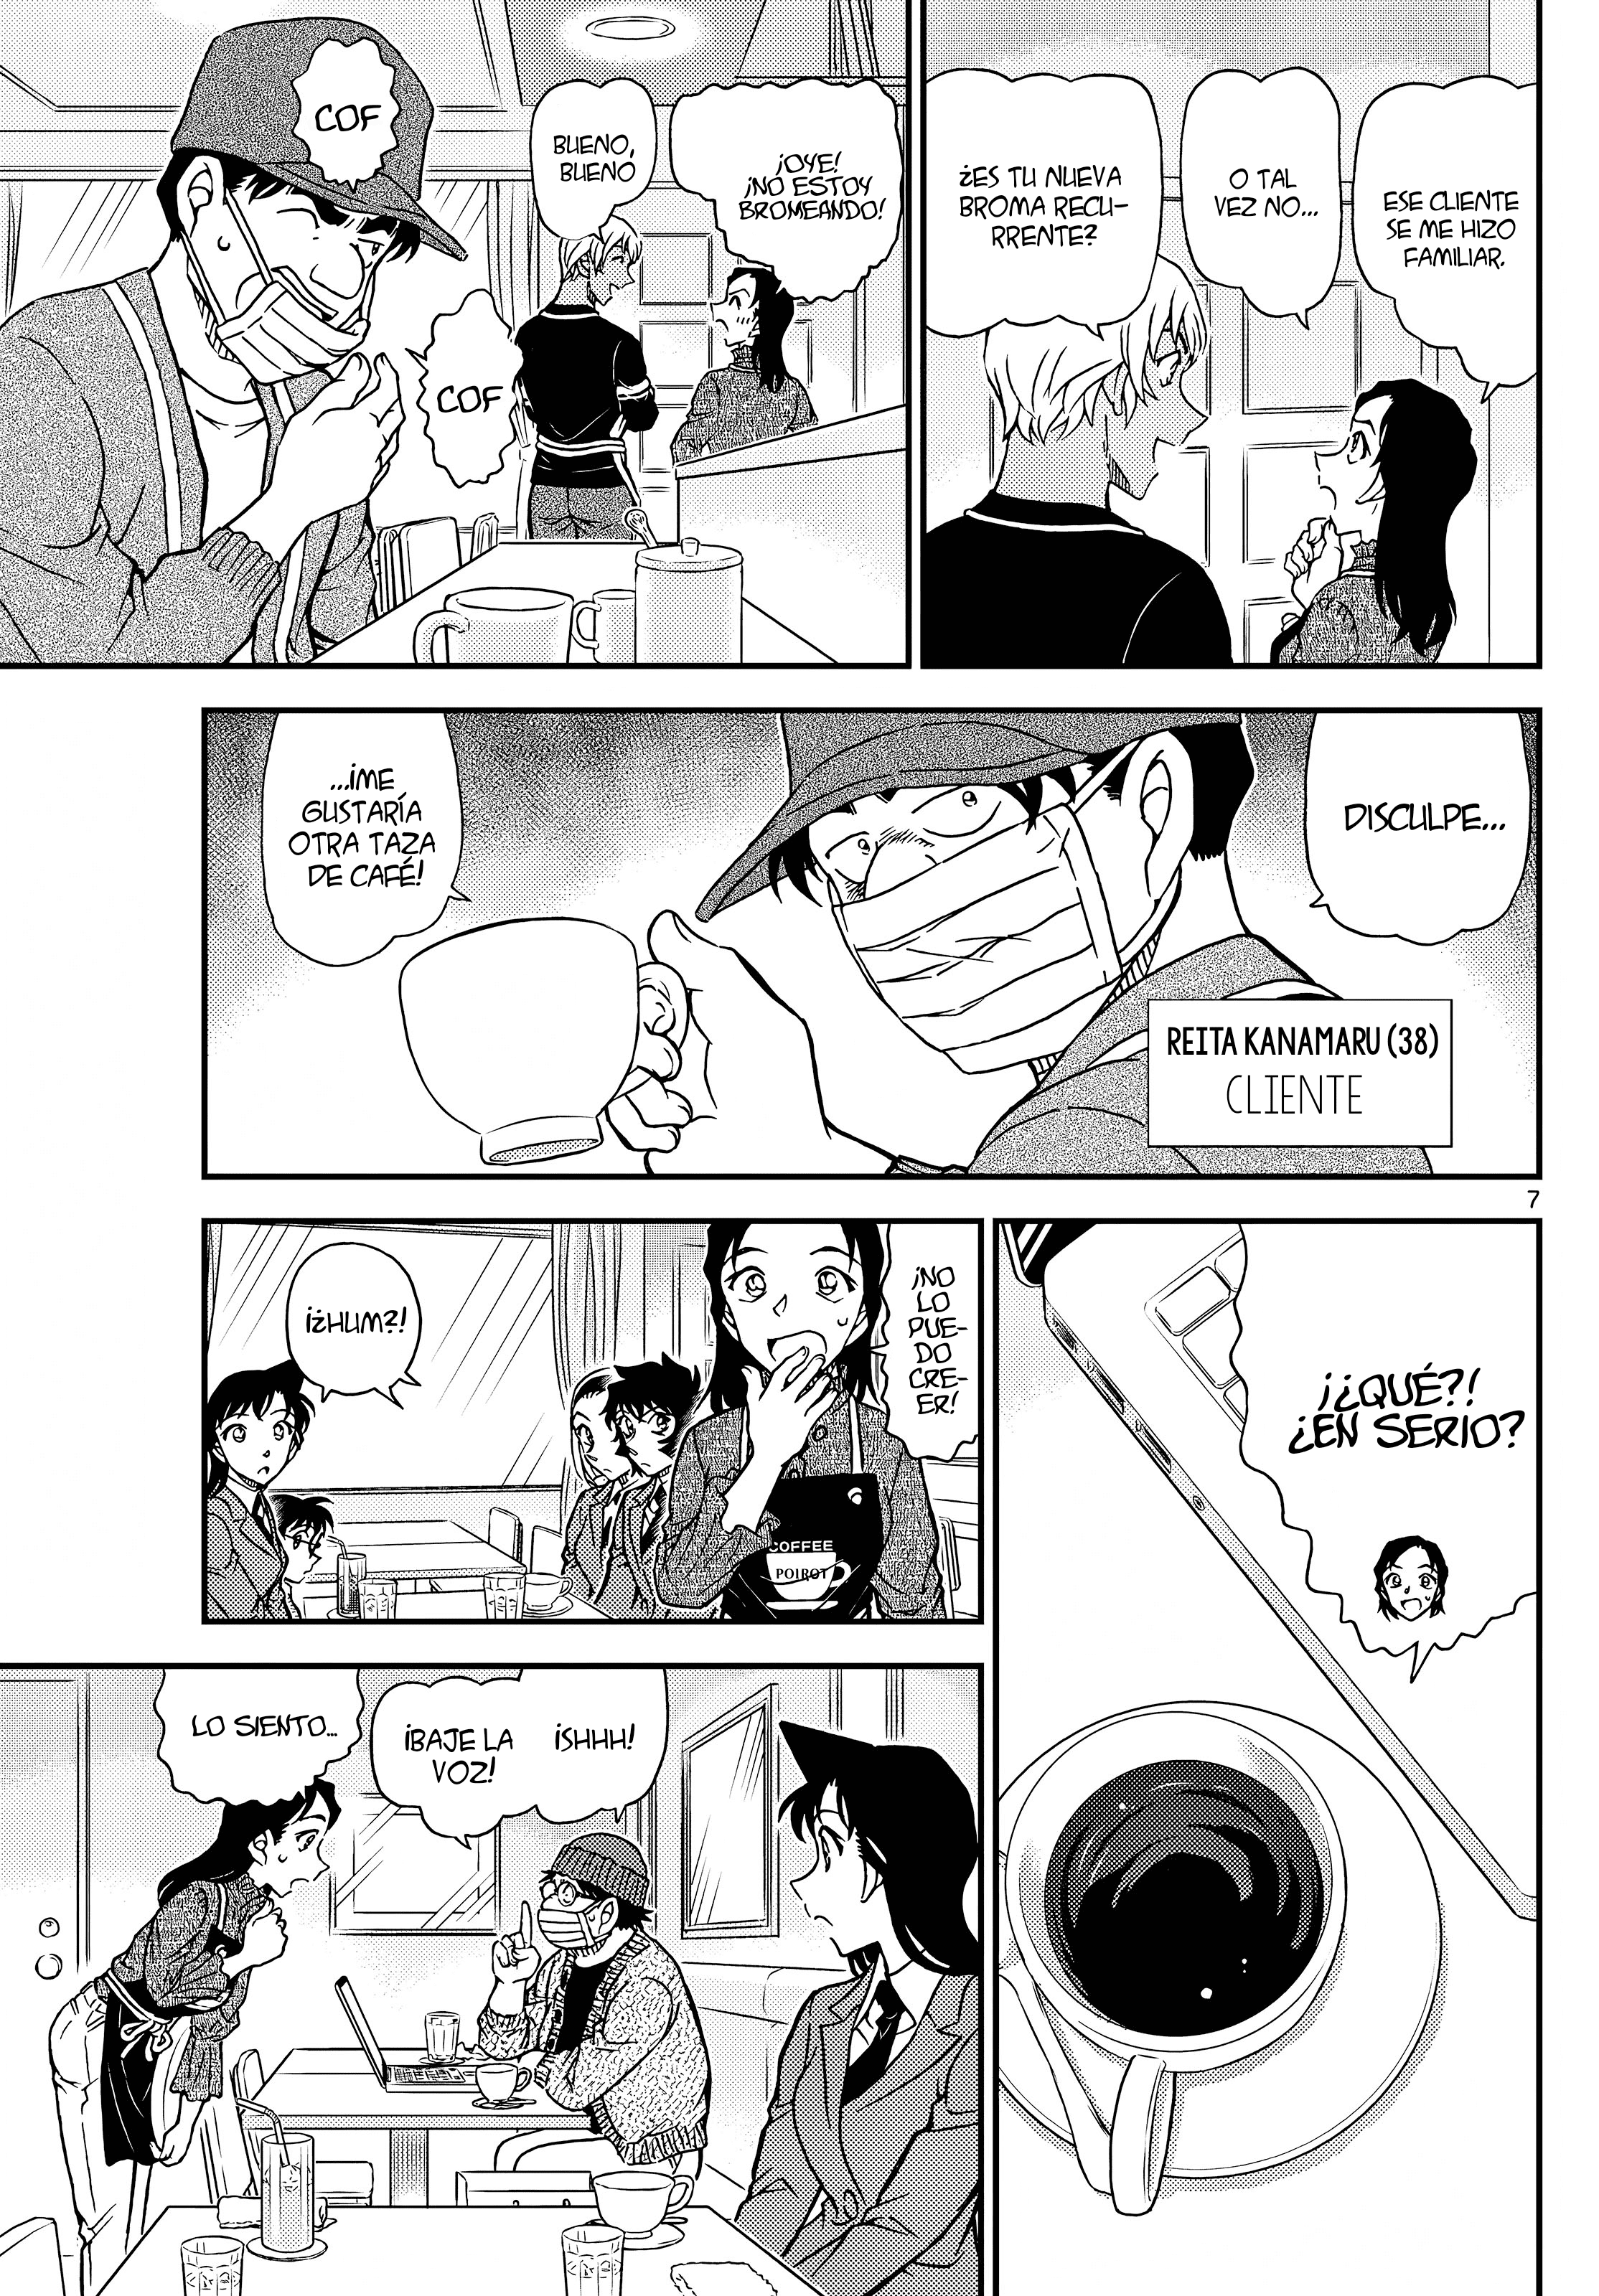 ESE CLIENTE
SE ME HIZO
FAMILIAR.
O TAL
VEZ NO...
¿ES TU NUEVA
BROMA RECU-
RRENTE?
¡OYE!
¡NO ESTOY
BROMEANDO!
BUENO,
BUENO
COF
COF
DISCULPE...
...¡ME
GUSTARÍA
OTRA TAZA
DE CAFÉ!
REITA KANAMARU (38)
CLIENTE
7
¡¿QUÉ?!
¿EN SERIO?
¡NO
LO
PUE-
DO
CRE-
ER!
¡¿HUM?!
COFFEE
POIROT
¡SHHH!
¡BAJE LA
VOZ!
LO SIENTO...